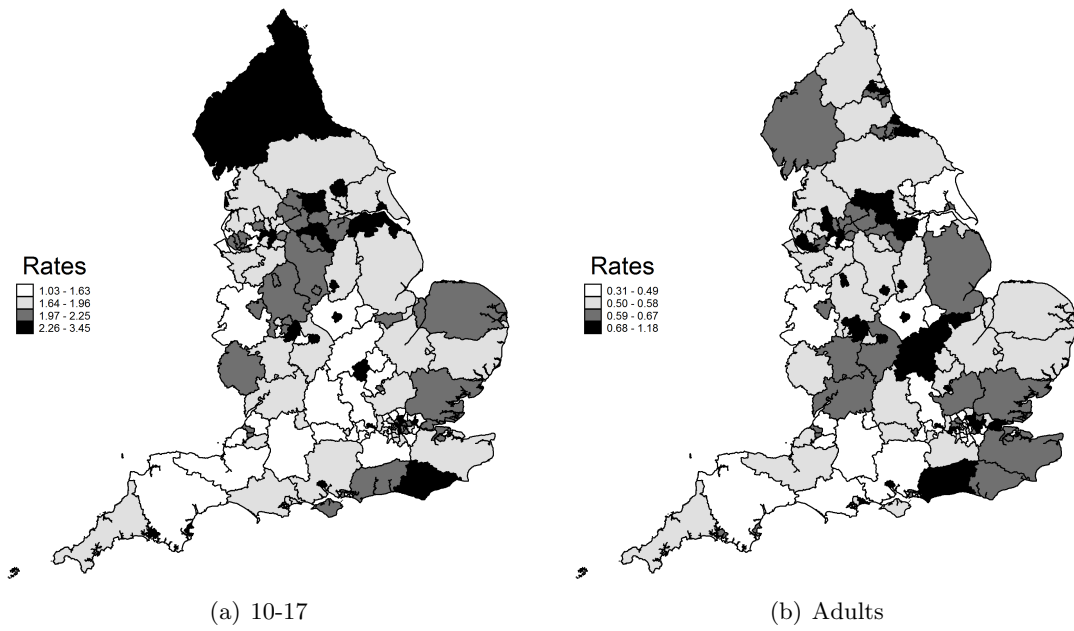 Rates
1.03 - 1.63
1.64 - 1.96
1.97 - 2.25
2.26 - 3.45
Rates
0.31 - 0.49
0.50 - 0.58
0.59 - 0.67
0.68 - 1.18
(a) 10-17
(b) Adults